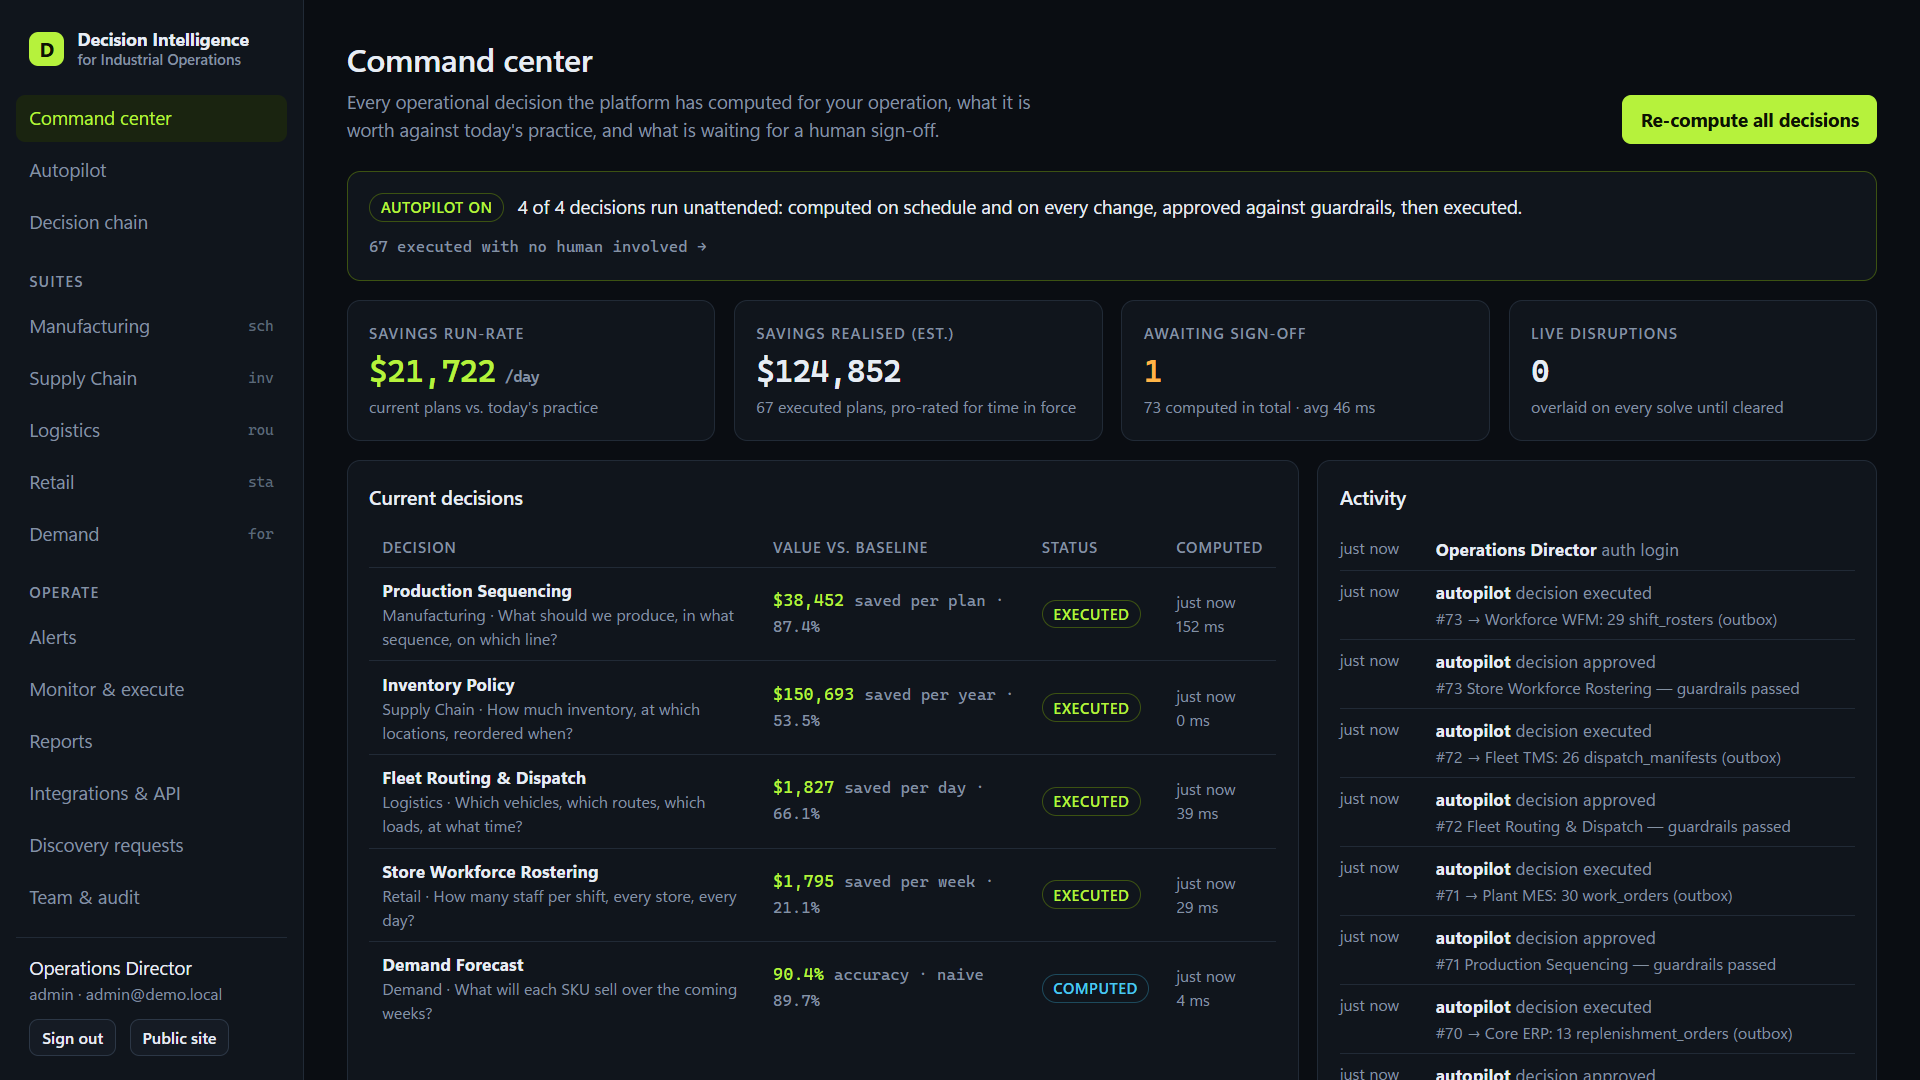 D
Decision Intelligence
for Industrial Operations
Command center
Autopilot
Decision chain
SUITES
Manufacturing sch
Supply Chain inv
Logistics rou
Retail sta
Demand for
OPERATE
Alerts
Monitor & execute
Reports
Integrations & API
Discovery requests
Team & audit
Operations Director
admin · admin@demo.local
Sign out Public site
Command center
Every operational decision the platform has computed for your operation, what it is
worth against today's practice, and what is waiting for a human sign-off.
Re-compute all decisions
AUTOPILOT ON 4 of 4 decisions run unattended: computed on schedule and on every change, approved against guardrails, then executed.
67 executed with no human involved →
SAVINGS RUN-RATE
$21,722 /day
current plans vs. today's practice
SAVINGS REALISED (EST.)
$124,852
67 executed plans, pro-rated for time in force
AWAITING SIGN-OFF
1
73 computed in total · avg 46 ms
LIVE DISRUPTIONS
0
overlaid on every solve until cleared
Current decisions
DECISION VALUE VS. BASELINE STATUS COMPUTED
Production Sequencing
Manufacturing · What should we produce, in what
sequence, on which line?
$38,452 saved per plan ·
87.4%
EXECUTED
just now
152 ms
Inventory Policy
Supply Chain · How much inventory, at which
locations, reordered when?
$150,693 saved per year ·
53.5%
EXECUTED
just now
0 ms
Fleet Routing & Dispatch
Logistics · Which vehicles, which routes, which
loads, at what time?
$1,827 saved per day ·
66.1%
EXECUTED
just now
39 ms
Store Workforce Rostering
Retail · How many staff per shift, every store, every
day?
$1,795 saved per week ·
21.1%
EXECUTED
just now
29 ms
Demand Forecast
Demand · What will each SKU sell over the coming
weeks?
90.4% accuracy · naive
89.7%
COMPUTED
just now
4 ms
Activity
just now Operations Director auth login
just now autopilot decision executed
#73 → Workforce WFM: 29 shift_rosters (outbox)
just now autopilot decision approved
#73 Store Workforce Rostering — guardrails passed
just now autopilot decision executed
#72 → Fleet TMS: 26 dispatch_manifests (outbox)
just now autopilot decision approved
#72 Fleet Routing & Dispatch — guardrails passed
just now autopilot decision executed
#71 → Plant MES: 30 work_orders (outbox)
just now autopilot decision approved
#71 Production Sequencing — guardrails passed
just now autopilot decision executed
#70 → Core ERP: 13 replenishment_orders (outbox)
just now autopilot decision approved